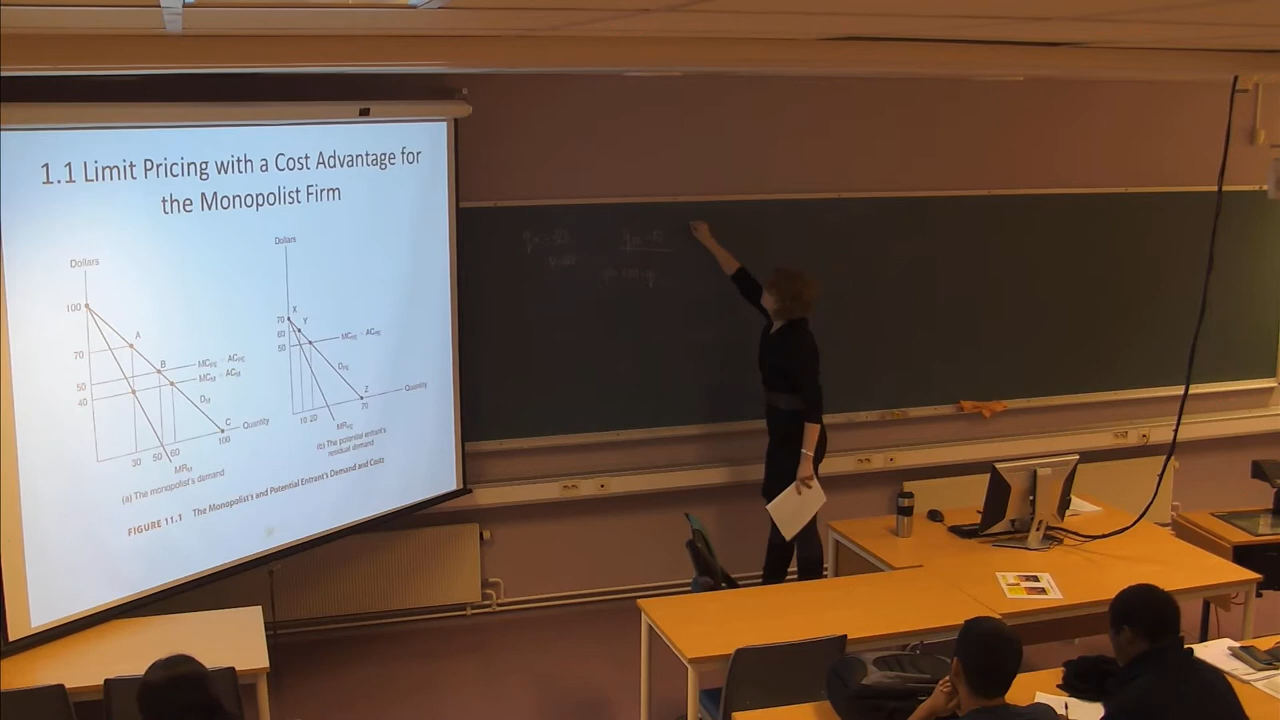 1.1 Limit Pricing with a Cost Advantage for
the Monopolist Firm
Dollars
100
70
50
40
A
B
MC_PE = AC_PE
MC_M = AC_M
D_M
C
Quantity
100
30 50 60
MR_M
(a) The monopolist's demand
Dollars
70
60
50
X
Y
MC_PE = AC_PE
D_PE
Z
Quantity
70
10 20
MR_PE
(b) The potential entrant's
residual demand
FIGURE 11.1 The Monopolist's and Potential Entrant's Demand and Costs